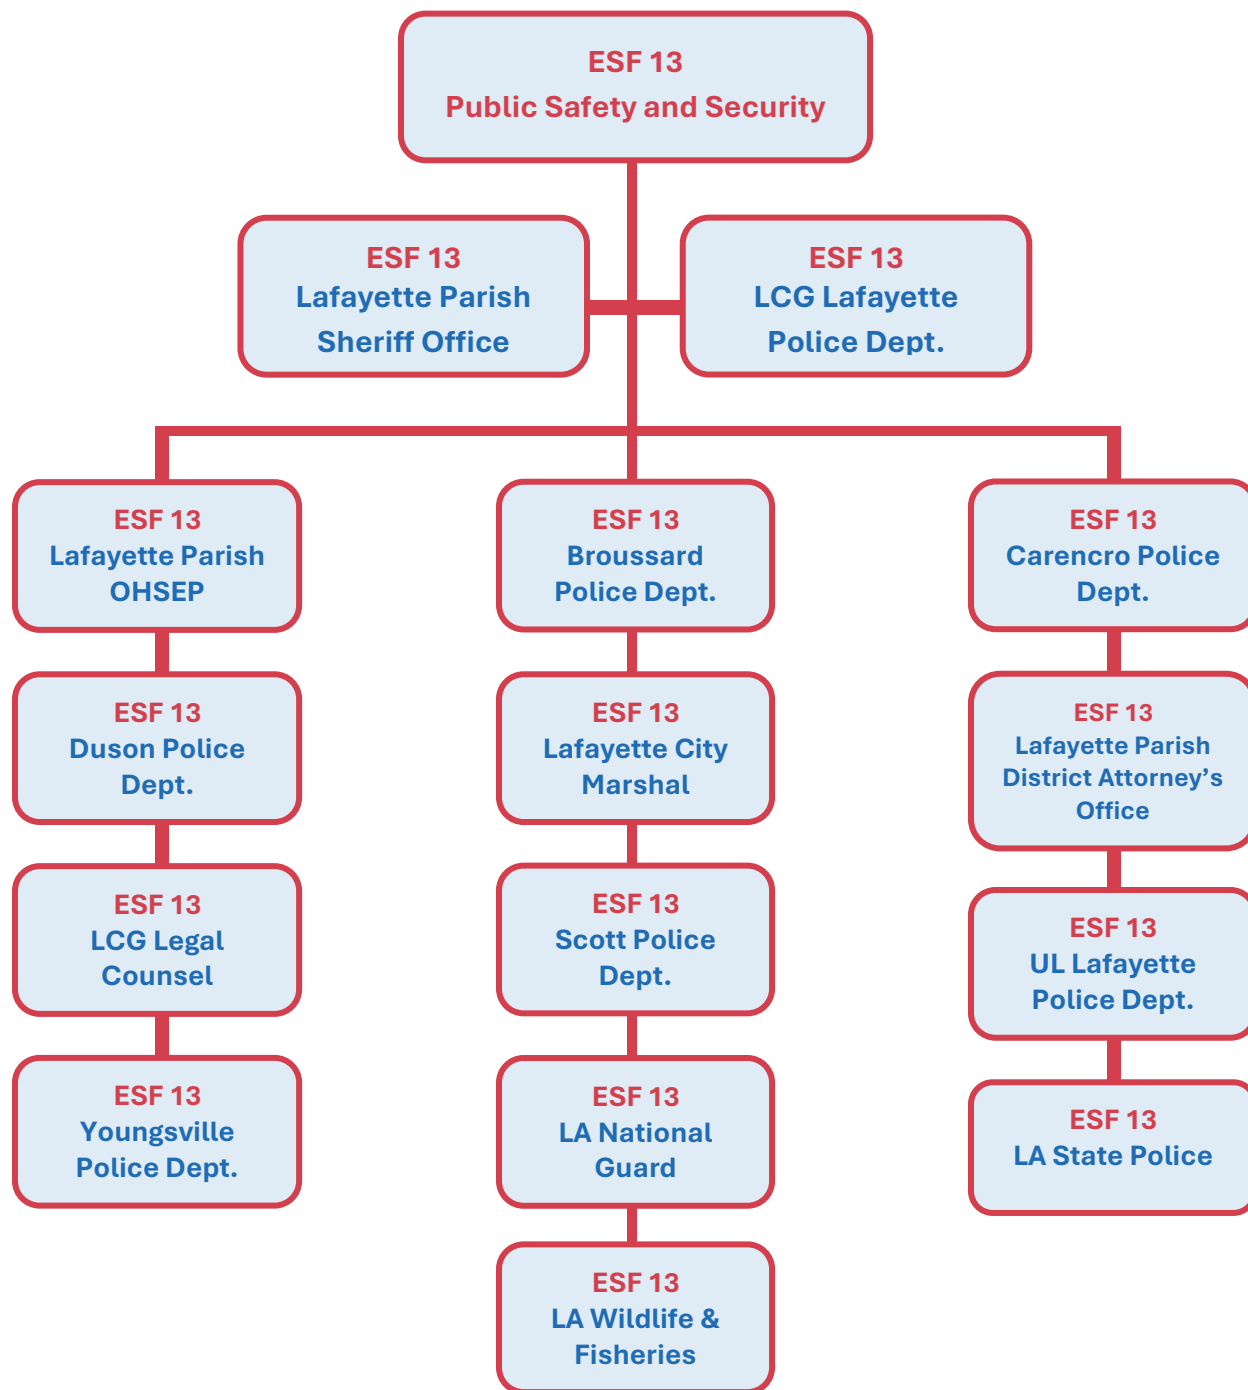 ESF 13
Public Safety and Security
ESF 13
Lafayette Parish
Sheriff Office
ESF 13
LCG Lafayette
Police Dept.
ESF 13
Lafayette Parish
OHSEP
ESF 13
Broussard
Police Dept.
ESF 13
Carencro Police
Dept.
ESF 13
Duson Police
Dept.
ESF 13
Lafayette City
Marshal
ESF 13
Lafayette Parish
District Attorney’s
Office
ESF 13
LCG Legal
Counsel
ESF 13
Scott Police
Dept.
ESF 13
UL Lafayette
Police Dept.
ESF 13
Youngsville
Police Dept.
ESF 13
LA National
Guard
ESF 13
LA State Police
ESF 13
LA Wildlife &
Fisheries